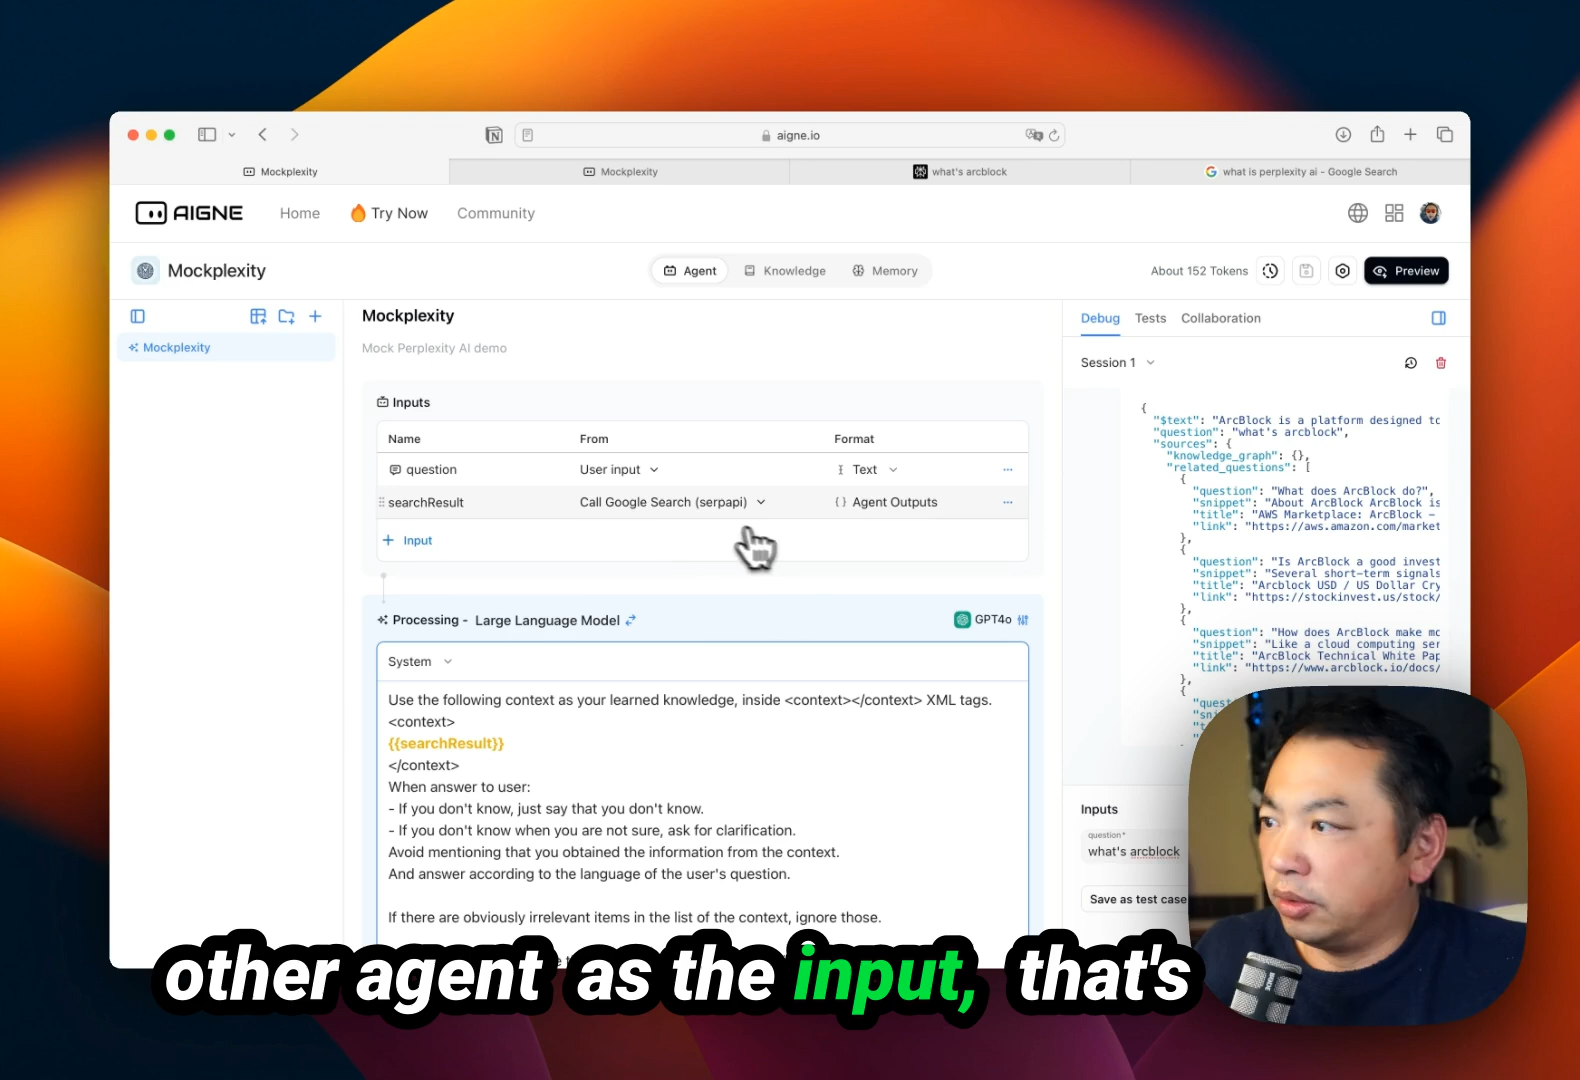 aigne.io
Mockplexity
Mockplexity
what's arcblock
what is perplexity ai - Google Search
AIGNE
Home
Try Now
Community
Mockplexity
Agent
Knowledge
Memory
About 152 Tokens
Preview
Mockplexity
Mockplexity
Mock Perplexity AI demo
Inputs
Name From Format
question User input Text
searchResult Call Google Search (serpapi) { } Agent Outputs
+ Input
Processing - Large Language Model
GPT4o
System
Use the following context as your learned knowledge, inside <context></context> XML tags.
<context>
{{searchResult}}
</context>
When answer to user:
- If you don't know, just say that you don't know.
- If you don't know when you are not sure, ask for clarification.
Avoid mentioning that you obtained the information from the context.
And answer according to the language of the user's question.
If there are obviously irrelevant items in the list of the context, ignore those.
Debug Tests Collaboration
Session 1
{
"$text": "ArcBlock is a platform designed to
"question": "what's arcblock",
"sources": {
"knowledge_graph": {},
"related_questions": [
{
"question": "What does ArcBlock do?",
"snippet": "About ArcBlock ArcBlock is
"title": "AWS Marketplace: ArcBlock -
"link": "https://aws.amazon.com/market
},
{
"question": "Is ArcBlock a good invest
"snippet": "Several short-term signals
"title": "Arcblock USD / US Dollar Cry
"link": "https://stockinvest.us/stock/
},
{
"question": "How does ArcBlock make mo
"snippet": "Like a cloud computing ser
"title": "ArcBlock Technical White Pap
"link": "https://www.arcblock.io/docs/
},
{
"quest
Inputs
question*
what's arcblock
Save as test case
other agent as the input, that's